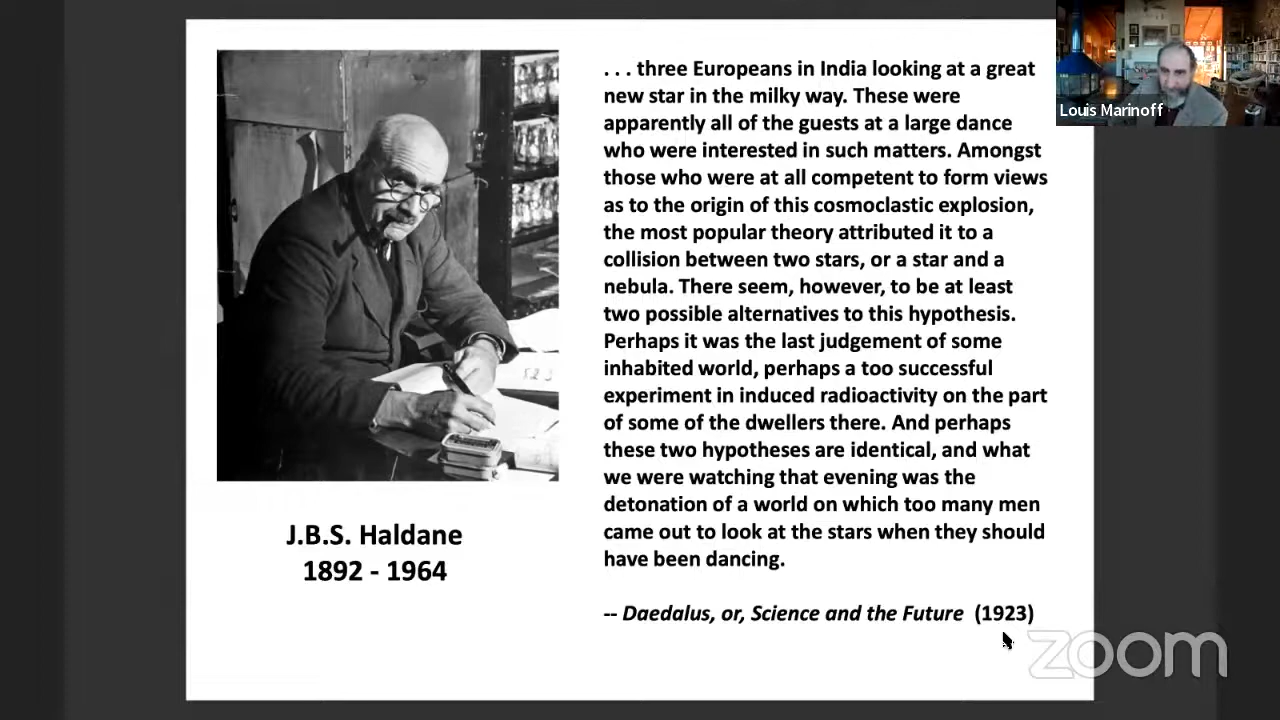 . . . three Europeans in India looking at a great
new star in the milky way. These were
apparently all of the guests at a large dance
who were interested in such matters. Amongst
those who were at all competent to form views
as to the origin of this cosmoclastic explosion,
the most popular theory attributed it to a
collision between two stars, or a star and a
nebula. There seem, however, to be at least
two possible alternatives to this hypothesis.
Perhaps it was the last judgement of some
inhabited world, perhaps a too successful
experiment in induced radioactivity on the part
of some of the dwellers there. And perhaps
these two hypotheses are identical, and what
we were watching that evening was the
detonation of a world on which too many men
came out to look at the stars when they should
have been dancing.
-- Daedalus, or, Science and the Future (1923)
J.B.S. Haldane
1892 - 1964
Louis Marinoff
zoom